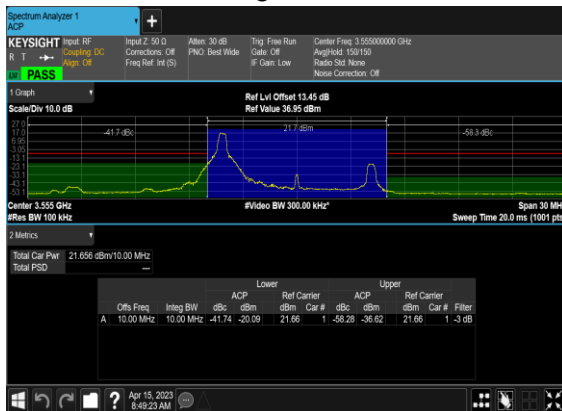 Spectrum Analyzer 1
ACP
KEYSIGHT
R T
LXI PASS
Input: RF
Coupling: DC
Align: Off
Input Z: 50 Ω
Corrections: Off
Freq Ref: Int (S)
Atten: 30 dB
PNO: Best Wide
Trig: Free Run
Gate: Off
IF Gain: Low
Center Freq: 3.555000000 GHz
Avg|Hold: 150/150
Radio Std: None
Noise Correction: Off
1 Graph
Scale/Div 10.0 dB
Ref Lvl Offset 13.45 dB
Ref Value 36.95 dBm
27.0
17.0
6.95
-3.05
-13.1
-23.1
-33.1
-43.1
-53.1
-41.7 dBc
21.7 dBm
-58.3 dBc
Center 3.555 GHz
#Res BW 100 kHz
#Video BW 300.00 kHz*
Span 30 MH
Sweep Time 20.0 ms (1001 pts
2 Metrics
Total Car Pwr 21.656 dBm/10.00 MHz
Total PSD ---
Lower Upper
ACP Ref Carrier ACP Ref Carrier
Offs Freq Integ BW dBc dBm dBm Car # dBc dBm dBm Car # Filter
A 10.00 MHz 10.00 MHz -41.74 -20.09 21.66 1 -58.28 -36.62 21.66 1 -3 dB
?
Apr 15, 2023
8:49:23 AM